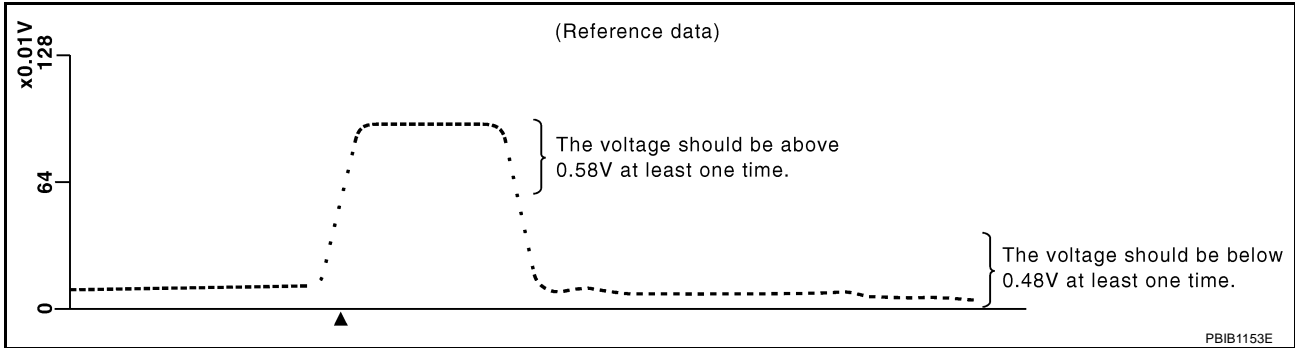 (Reference data)
x0.01V
128
64
0
The voltage should be above
0.58V at least one time.
The voltage should be below
0.48V at least one time.
PBIB1153E